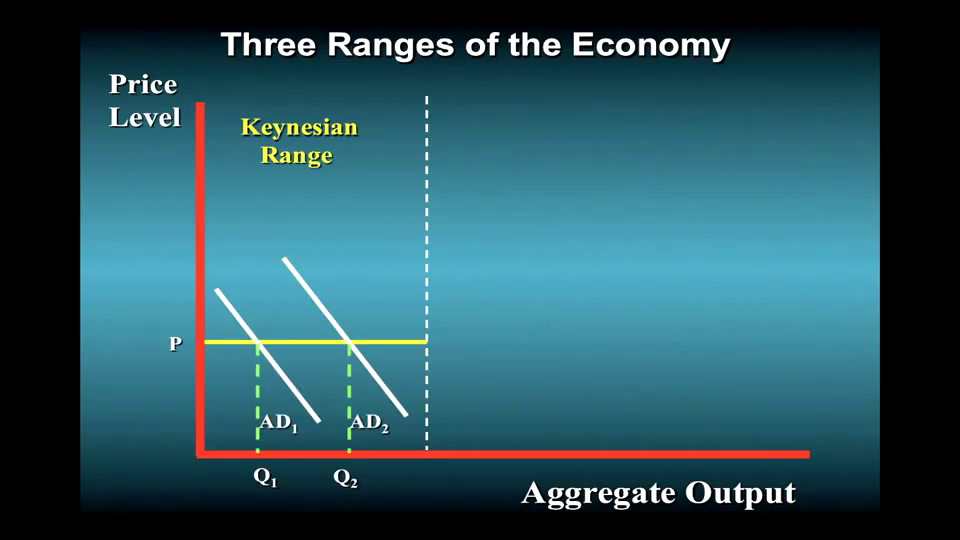 Three Ranges of the Economy
Price
Level
Keynesian
Range
P
AD₁
AD₂
Q₁
Q₂
Aggregate Output